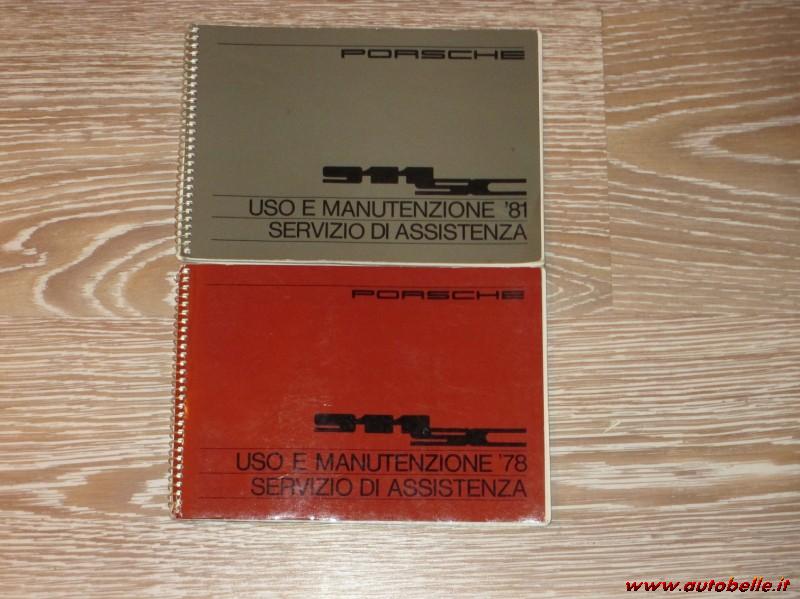 PORSCHE
911SC
USO E MANUTENZIONE '81
SERVIZIO DI ASSISTENZA
PORSCHE
911SC
USO E MANUTENZIONE '78
SERVIZIO DI ASSISTENZA
www.autobelle.it